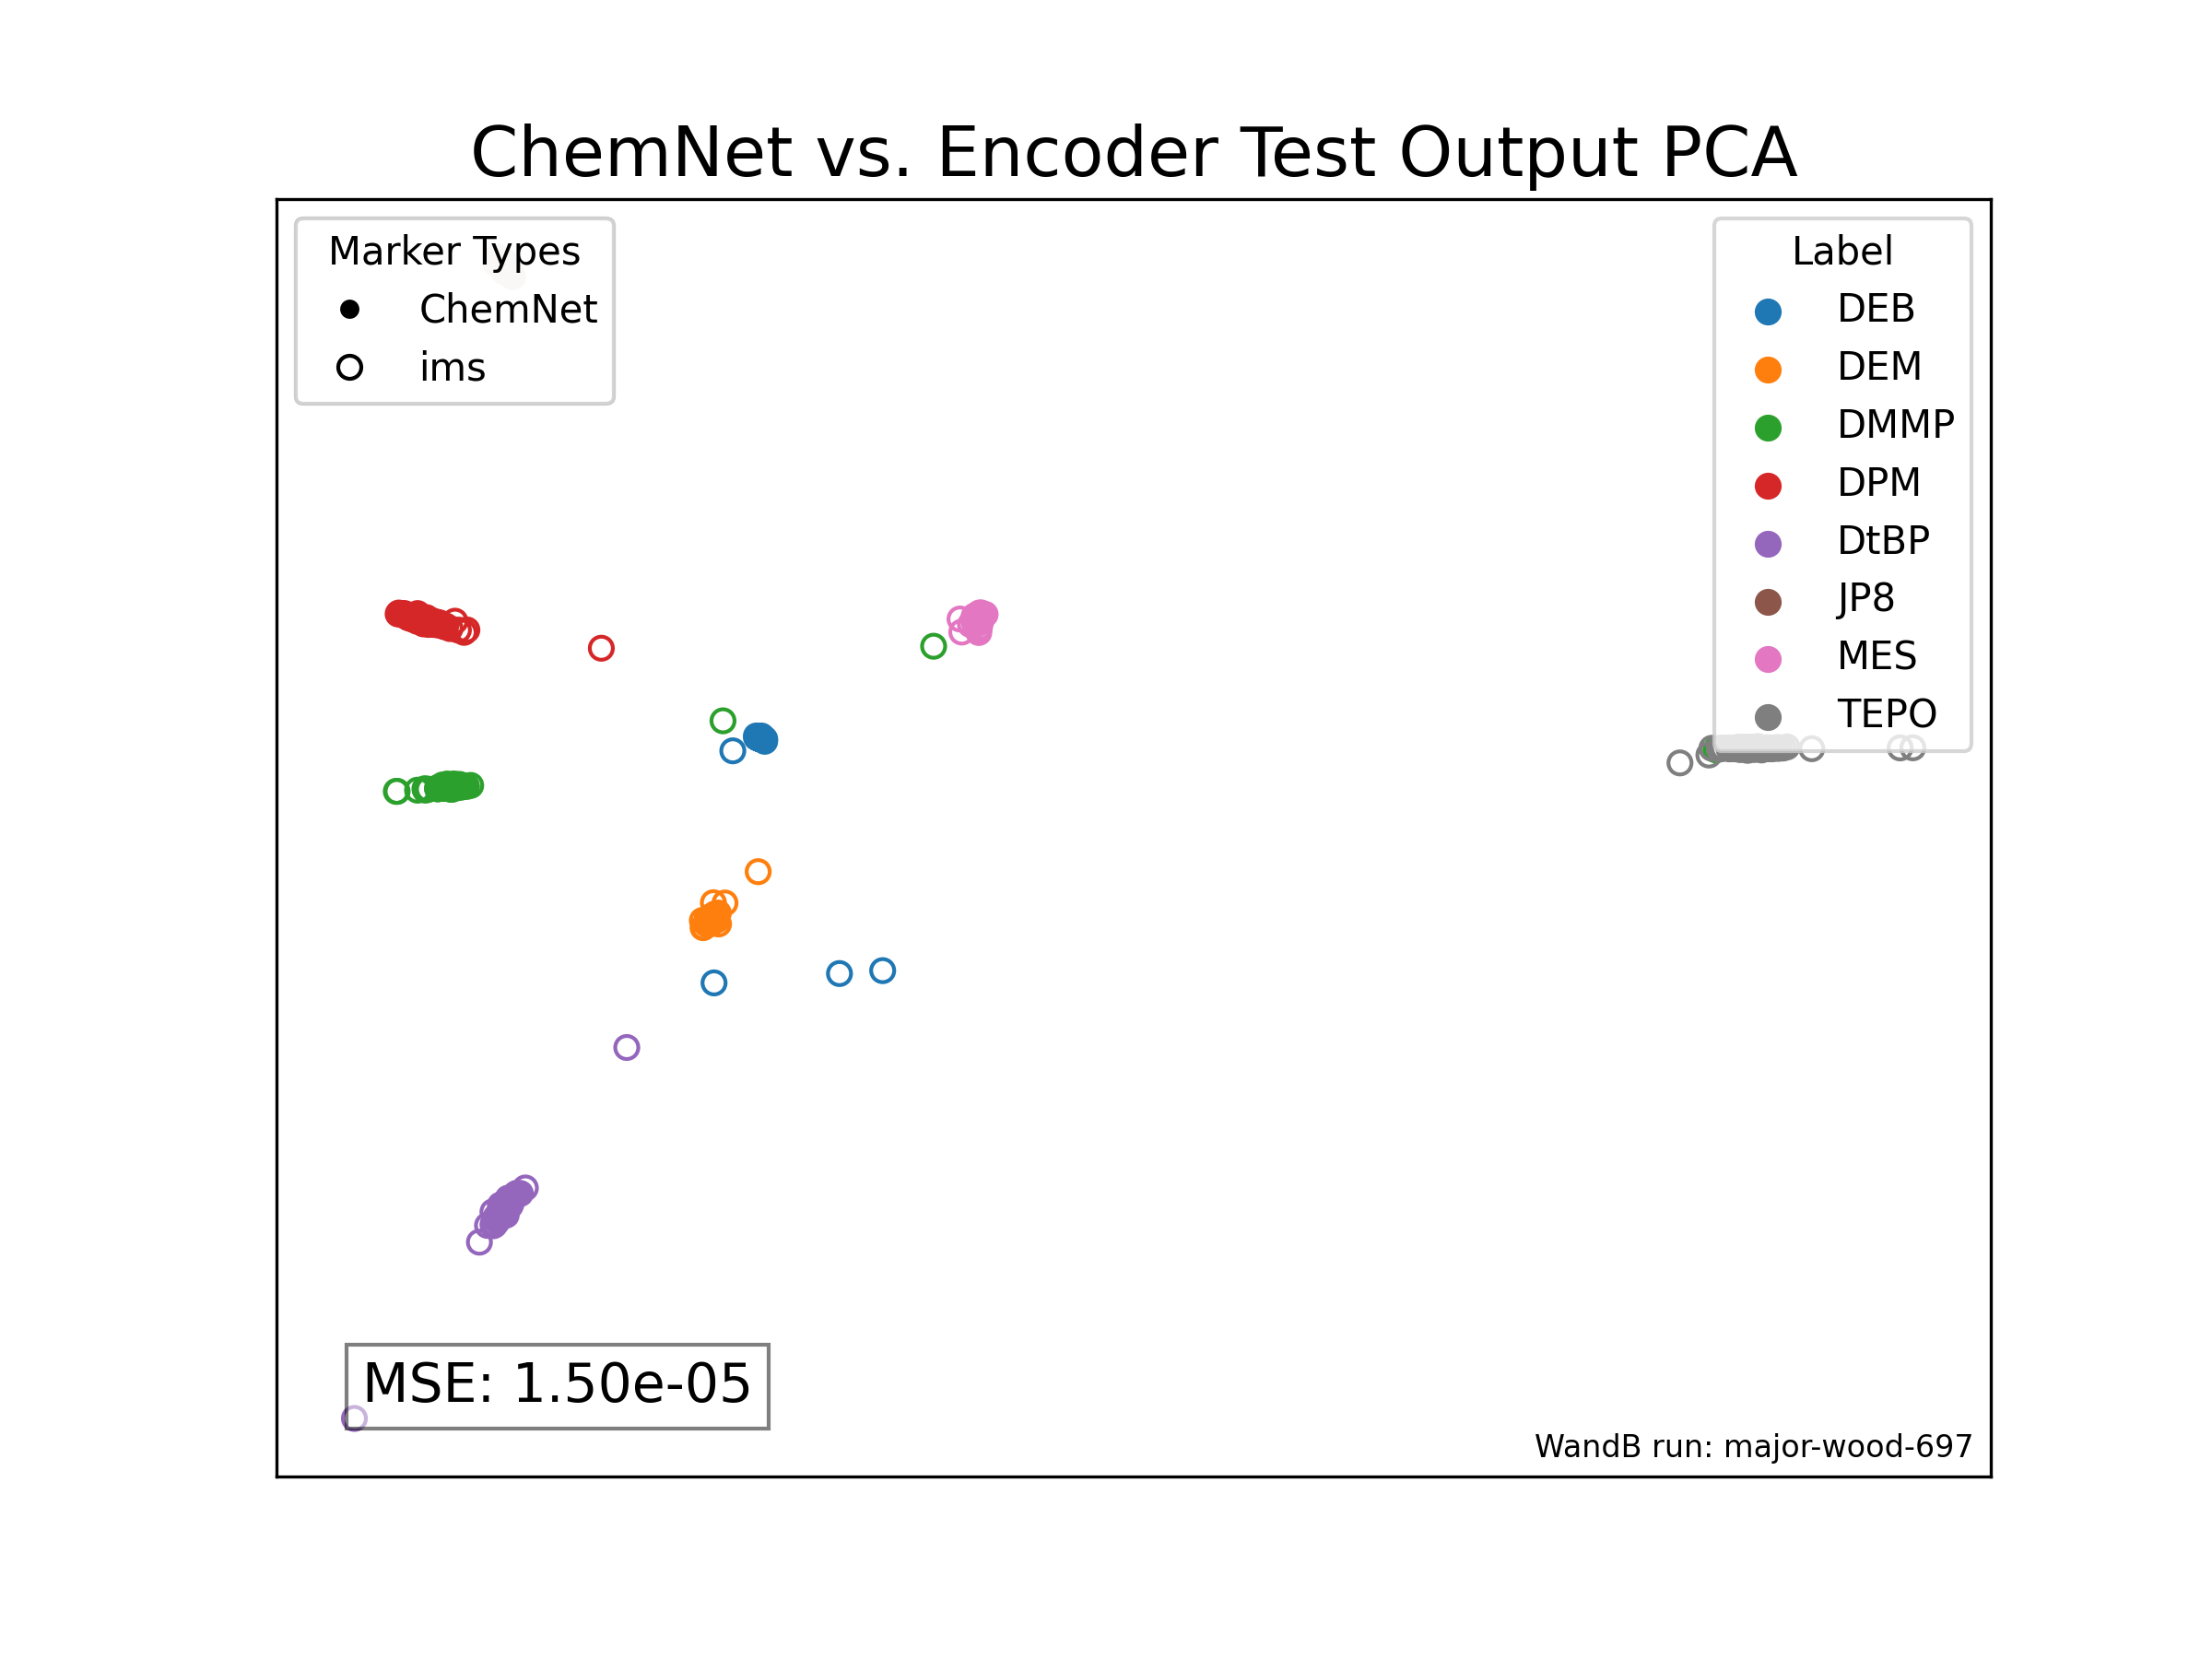 ChemNet vs. Encoder Test Output PCA
Marker Types
ChemNet
ims
Label
DEB
DEM
DMMP
DPM
DtBP
JP8
MES
TEPO
MSE: 1.50e-05
WandB run: major-wood-697